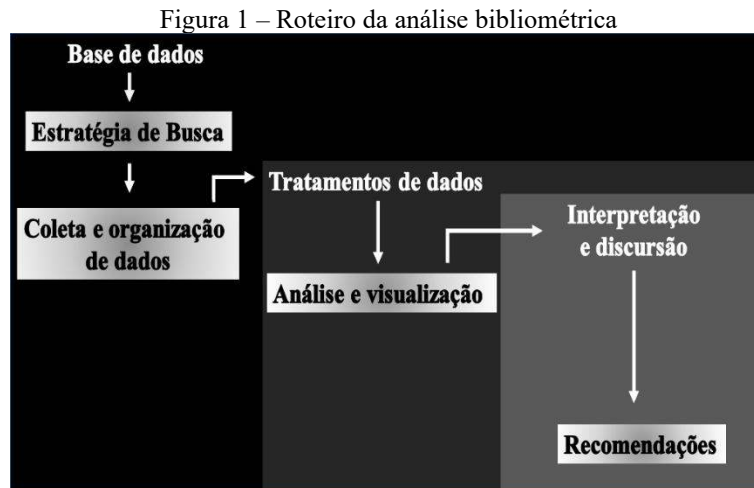 Figura 1 – Roteiro da análise bibliométrica
Base de dados
Estratégia de Busca
Coleta e organização
de dados
Tratamentos de dados
Análise e visualização
Interpretação
e discursão
Recomendações